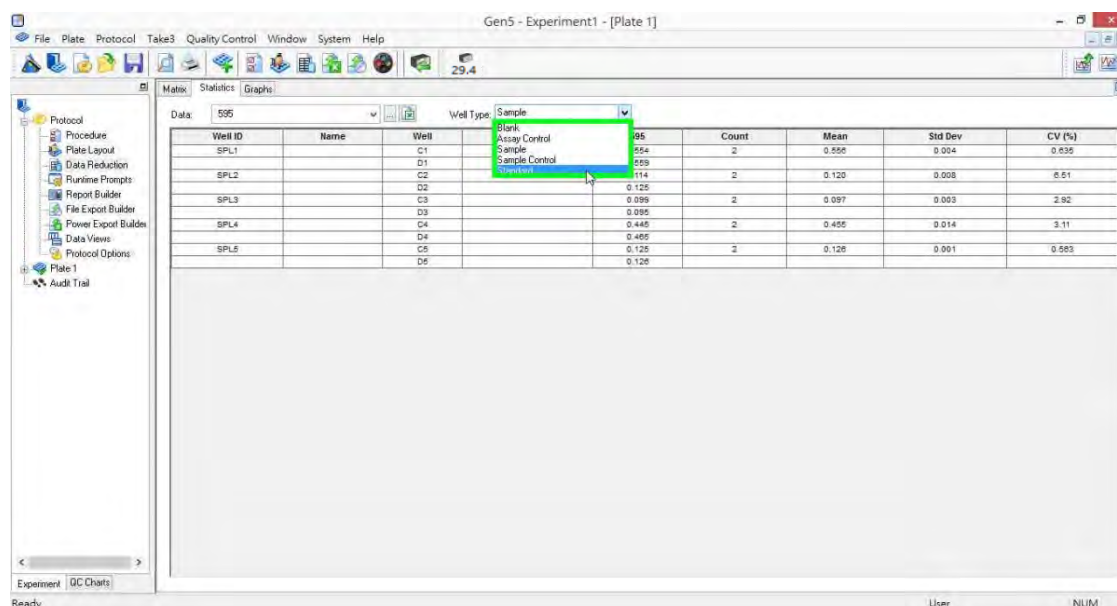 Gen5 - Experiment1 - [Plate 1]
File Plate Protocol Take3 Quality Control Window System Help
29.4
Matrix Statistics Graphs
Data: 595 Well Type: Sample
Blank
Assay Control
Sample
Sample Control
Standard
Protocol
Procedure
Plate Layout
Data Reduction
Runtime Prompts
Report Builder
File Export Builder
Power Export Builder
Data Views
Protocol Options
Plate 1
Audit Trail
Well ID Name Well 595 Count Mean Std Dev CV (%)
SPL1 C1 554 2 0.556 0.004 0.635
D1 559
SPL2 C2 114 2 0.120 0.008 6.51
D2 0.125
SPL3 C3 0.099 2 0.097 0.003 2.92
D3 0.095
SPL4 C4 0.445 2 0.455 0.014 3.11
D4 0.465
SPL5 C5 0.125 2 0.126 0.001 0.563
D5 0.126
Experiment QC Charts
Ready User NUM